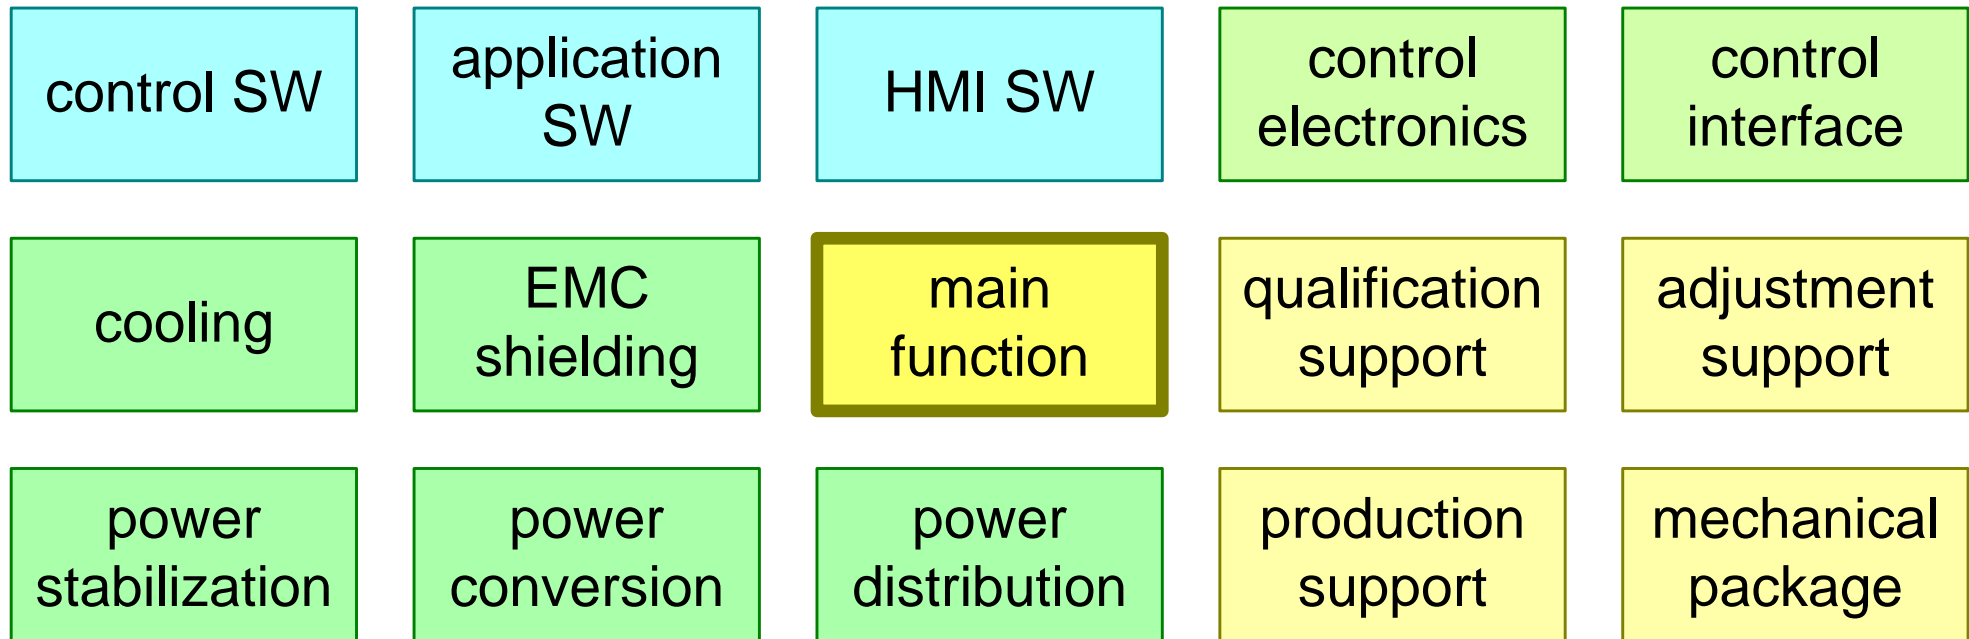 control SW
application
SW
HMI SW
control
electronics
control
interface
cooling
EMC
shielding
main
function
qualification
support
adjustment
support
power
stabilization
power
conversion
power
distribution
production
support
mechanical
package